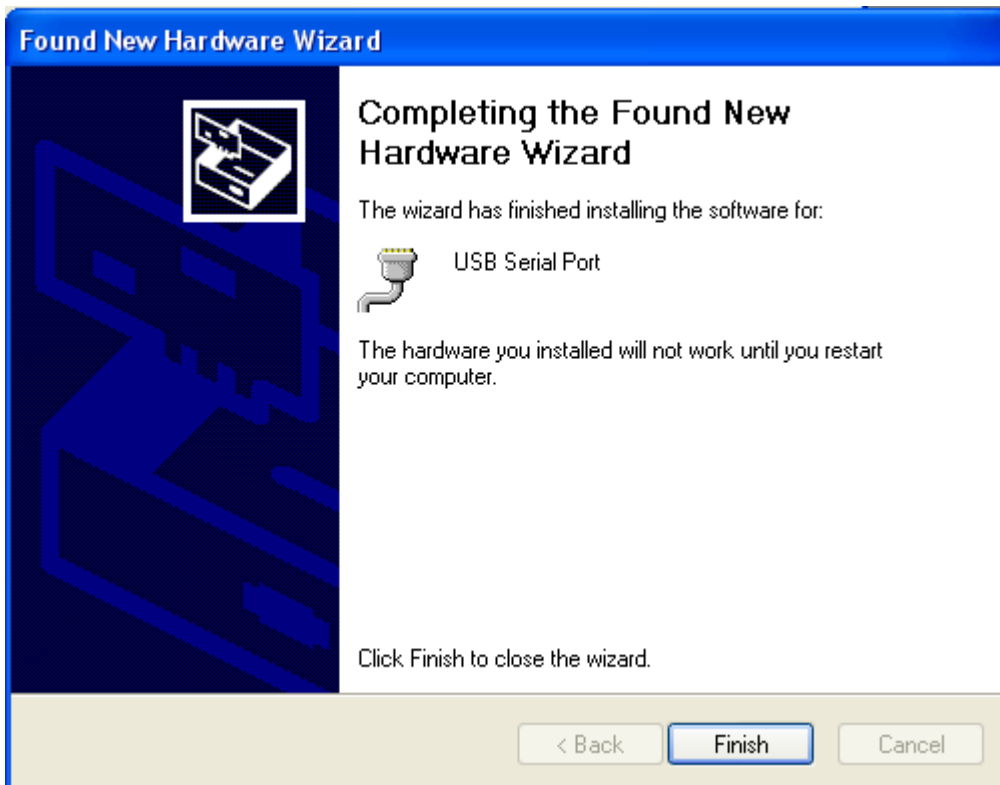 Found New Hardware Wizard
Completing the Found New
Hardware Wizard
The wizard has finished installing the software for:
USB Serial Port
The hardware you installed will not work until you restart
your computer.
Click Finish to close the wizard.
< Back
Finish
Cancel